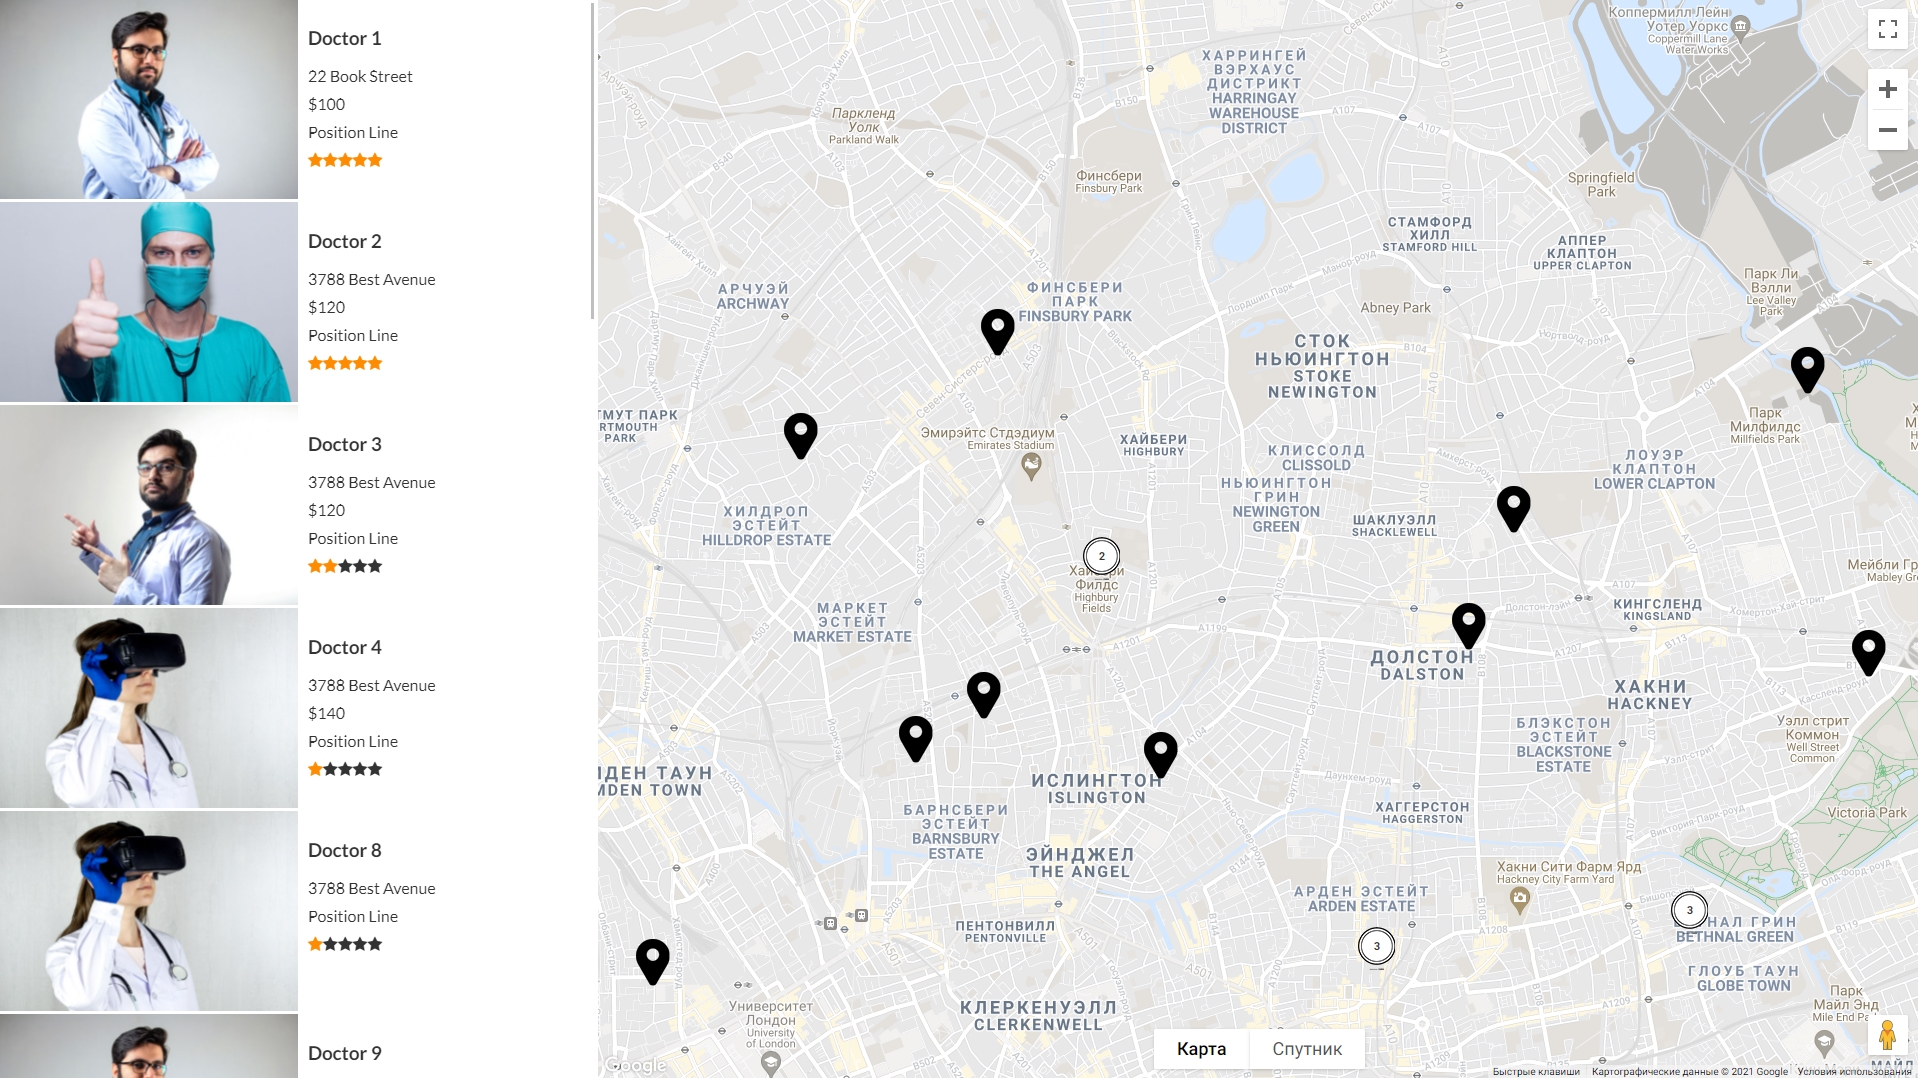 Doctor 1
22 Book Street
$100
Position Line
Doctor 2
3788 Best Avenue
$120
Position Line
Doctor 3
3788 Best Avenue
$120
Position Line
Doctor 4
3788 Best Avenue
$140
Position Line
Doctor 8
3788 Best Avenue
Position Line
Doctor 9
Коппермилл Лейн
Уотер Уоркс
Coppermill Lane
Water Works
ХАРРИНГЕЙ
ВЭРХАУС
ДИСТРИКТ
HARRINGAY
WAREHOUSE
DISTRICT
Паркленд
Уолк
Parkland Walk
Финсбери
Finsbury Park
Springfield
Park
СТАМФОРД
ХИЛЛ
STAMFORD HILL
АППЕР
КЛАПТОН
UPPER CLAPTON
Парк Ли
Вэлли
Lee Valley
Park
АРЧУЭЙ
ARCHWAY
ФИНСБЕРИ
ПАРК
FINSBURY PARK
Abney Park
СТОК
НЬЮИНГТОН
STOKE
NEWINGTON
ТМУТ ПАРК
RTMOUTH
PARK
Эмирэйтс Стдэдиум
Emirates Stadium
ХАЙБЕРИ
HIGHBURY
КЛИССОЛД
CLISSOLD
Парк
Милфилдс
Millfields Park
ЛОУЭР
КЛАПТОН
LOWER CLAPTON
НЬЮИНГТОН
ГРИН
NEWINGTON
GREEN
ХИЛДРОП
ЭСТЕЙТ
HILLDROP ESTATE
ШАКЛУЭЛЛ
SHACKLEWELL
2
Филдс
Highbury
Fields
Мейбли Гр
Mabley Gre
МАРКЕТ
ЭСТЕЙТ
MARKET ESTATE
КИНГСЛЕНД
KINGSLAND
ДОЛСТОН
DALSTON
ХАКНИ
HACKNEY
БЛЭКСТОН
ЭСТЕЙТ
BLACKSTONE
ESTATE
Уэлл стрит
Коммон
Well Street
Common
ДЕН ТАУН
MDEN TOWN
ИСЛИНГТОН
ISLINGTON
БАРНСБЕРИ
ЭСТЕЙТ
BARNSBURY
ESTATE
ХАГГЕРСТОН
HAGGERSTON
Victoria Park
ЭЙНДЖЕЛ
THE ANGEL
Хакни Сити Фарм Ярд
Hackney City Farm Yard
АРДЕН ЭСТЕЙТ
ARDEN ESTATE
3
НАЛ ГРИН
BETHNAL GREEN
ПЕНТОНВИЛЛ
PENTONVILLE
3
ГЛОУБ ТАУН
GLOBE TOWN
Университет
Лондон
University
of London
КЛЕРКЕНУЭЛЛ
CLERKENWELL
Парк
Майл Энд
Mile End Pa
Карта
Спутник
Google
Быстрые клавиши
Картографические данные © 2021 Google
Условия использования